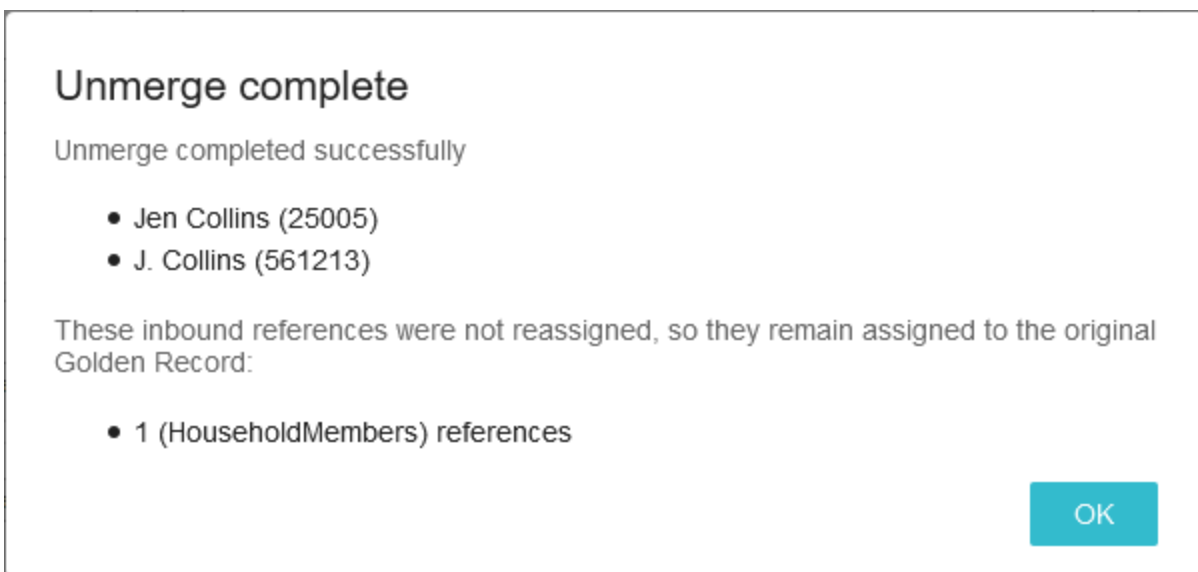 Unmerge complete
Unmerge completed successfully
• Jen Collins (25005)
• J. Collins (561213)
These inbound references were not reassigned, so they remain assigned to the original
Golden Record:
• 1 (HouseholdMembers) references
OK